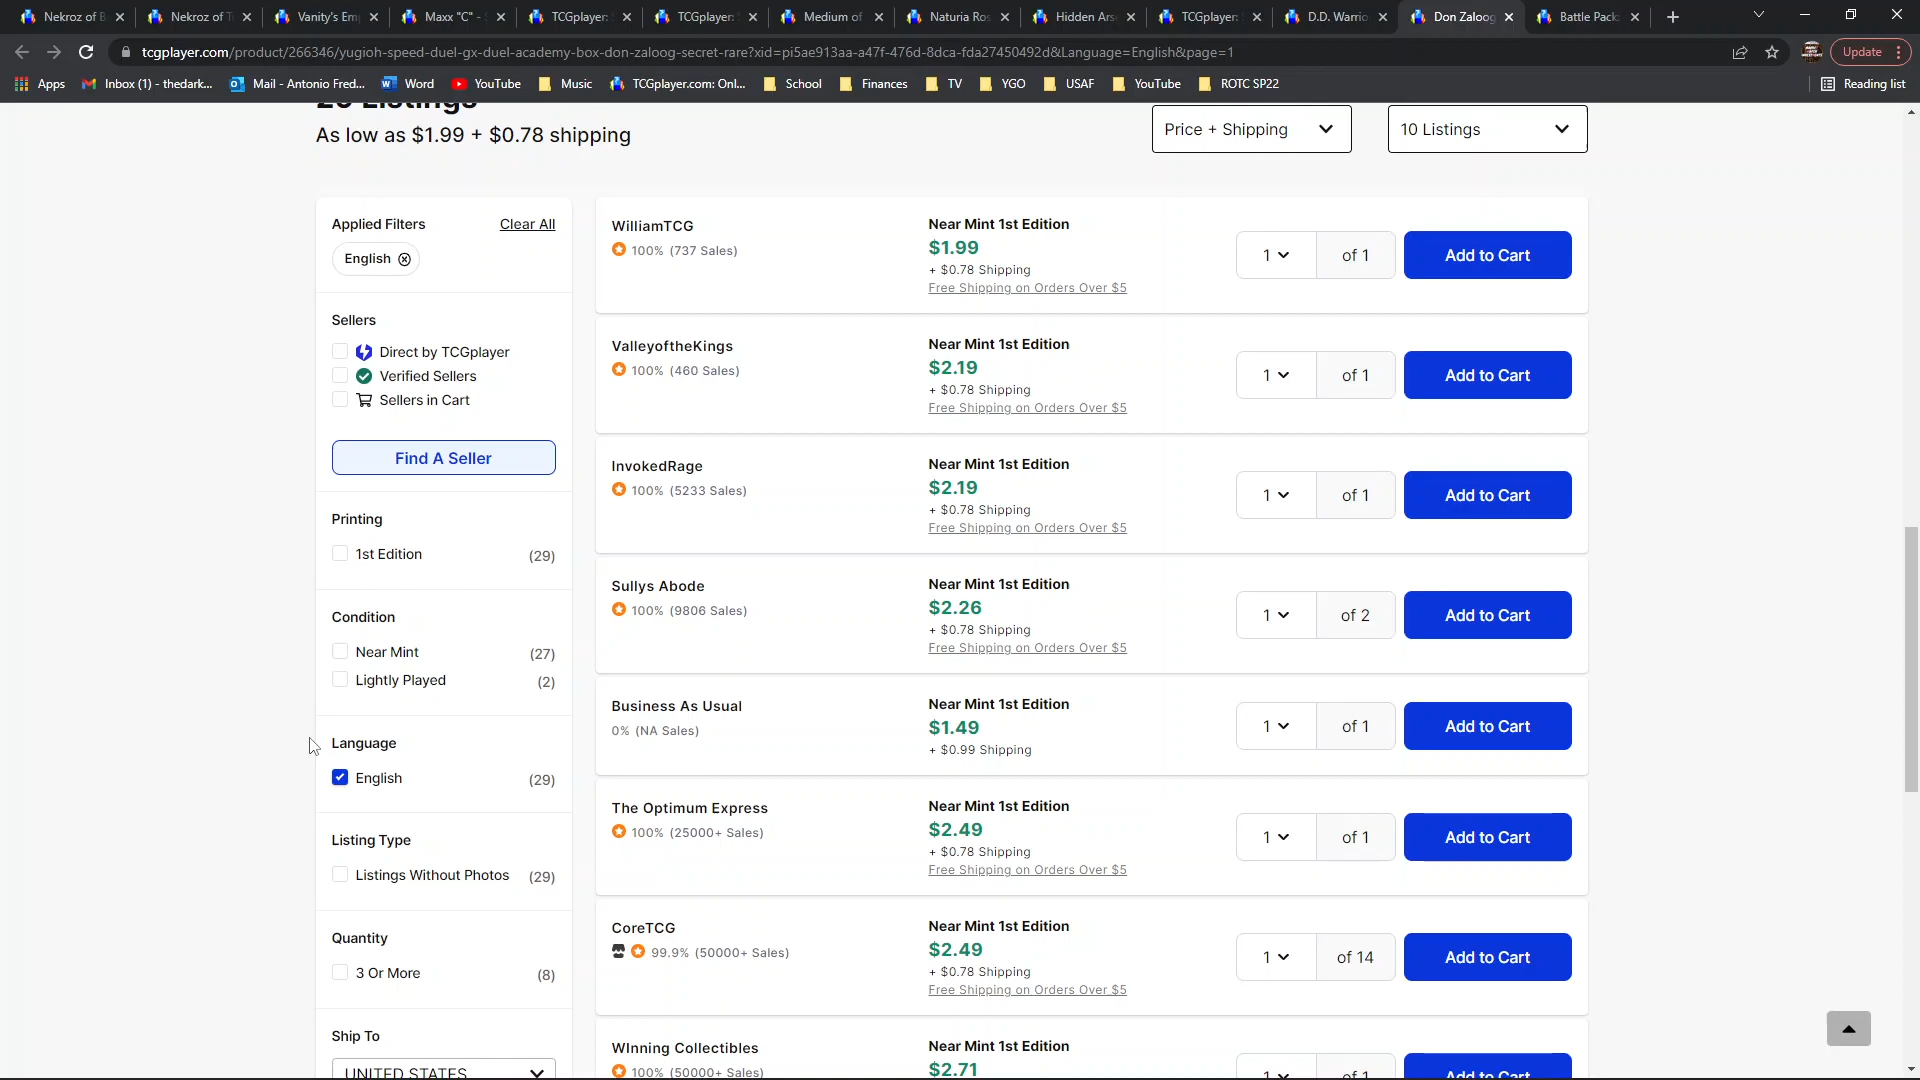 Nekroz of B
Nekroz of T
Vanity's Em
Maxx "C" -
TCGplayer:
TCGplayer:
Medium of
Naturia Ros
Hidden Ars
TCGplayer:
D.D. Warrio
Don Zaloog
Battle Pack
tcgplayer.com/product/266346/yugioh-speed-duel-gx-duel-academy-box-don-zaloog-secret-rare?xid=pi5ae913aa-a47f-476d-8dca-fda27450492d&Language=English&page=1
Update
Apps
Inbox (1) - thedark...
Mail - Antonio Fred...
Word
YouTube
Music
TCGplayer.com: Onl...
School
Finances
TV
YGO
USAF
YouTube
ROTC SP22
Reading list
Listings
As low as $1.99 + $0.78 shipping
Price + Shipping
10 Listings
Applied Filters
Clear All
English
Sellers
Direct by TCGplayer
Verified Sellers
Sellers in Cart
Find A Seller
Printing
1st Edition (29)
Condition
Near Mint (27)
Lightly Played (2)
Language
English (29)
Listing Type
Listings Without Photos (29)
Quantity
3 Or More (8)
Ship To
UNITED STATES
WilliamTCG
100% (737 Sales)
Near Mint 1st Edition
$1.99
+ $0.78 Shipping
Free Shipping on Orders Over $5
1 of 1
Add to Cart
ValleyoftheKings
100% (460 Sales)
Near Mint 1st Edition
$2.19
+ $0.78 Shipping
Free Shipping on Orders Over $5
1 of 1
Add to Cart
InvokedRage
100% (5233 Sales)
Near Mint 1st Edition
$2.19
+ $0.78 Shipping
Free Shipping on Orders Over $5
1 of 1
Add to Cart
Sullys Abode
100% (9806 Sales)
Near Mint 1st Edition
$2.26
+ $0.78 Shipping
Free Shipping on Orders Over $5
1 of 2
Add to Cart
Business As Usual
0% (NA Sales)
Near Mint 1st Edition
$1.49
+ $0.99 Shipping
1 of 1
Add to Cart
The Optimum Express
100% (25000+ Sales)
Near Mint 1st Edition
$2.49
+ $0.78 Shipping
Free Shipping on Orders Over $5
1 of 1
Add to Cart
CoreTCG
99.9% (50000+ Sales)
Near Mint 1st Edition
$2.49
+ $0.78 Shipping
Free Shipping on Orders Over $5
1 of 14
Add to Cart
WInning Collectibles
100% (50000+ Sales)
Near Mint 1st Edition
$2.71
1 of 1
Add to Cart